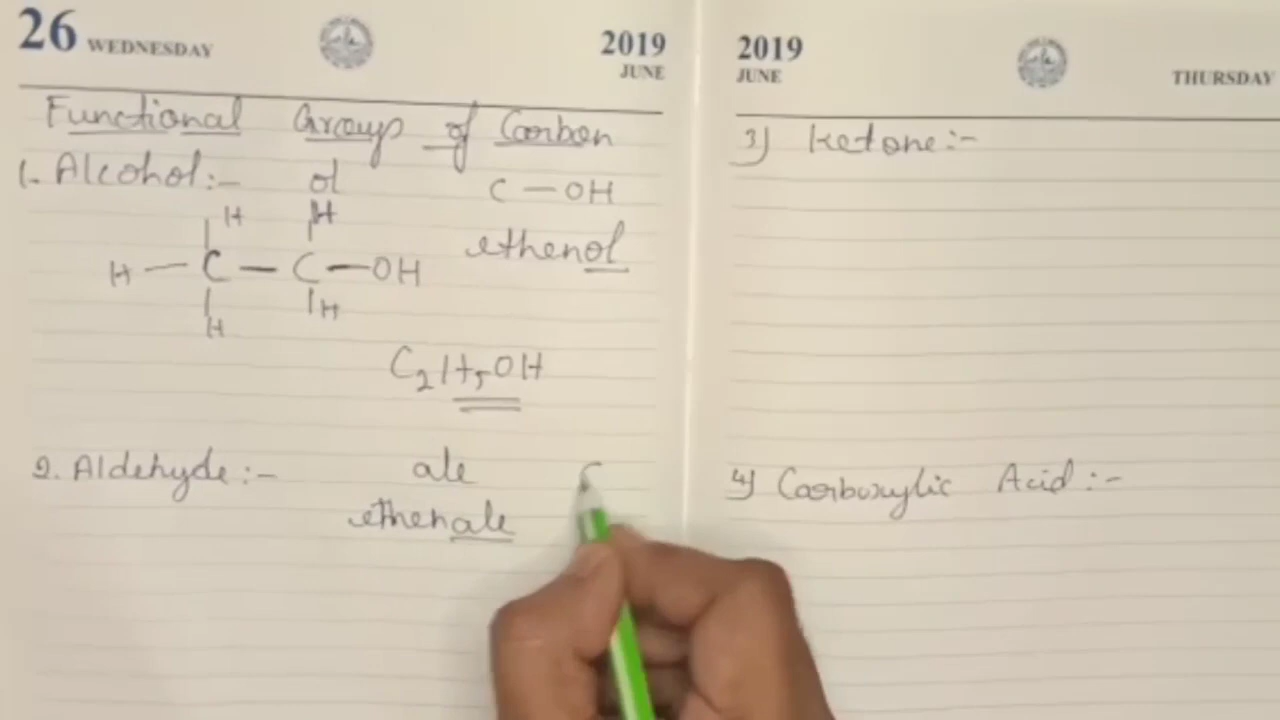 26 WEDNESDAY
2019
JUNE
Functional Groups of Carbon
1. Alcohol:- ol C - OH
H H
ethenol
H - C - C - OH
H H
C2H5OH
2. Aldehyde:- ale C
ethenale
2019
JUNE
THURSDAY
3) Ketone:-
4) Carboxylic Acid:-